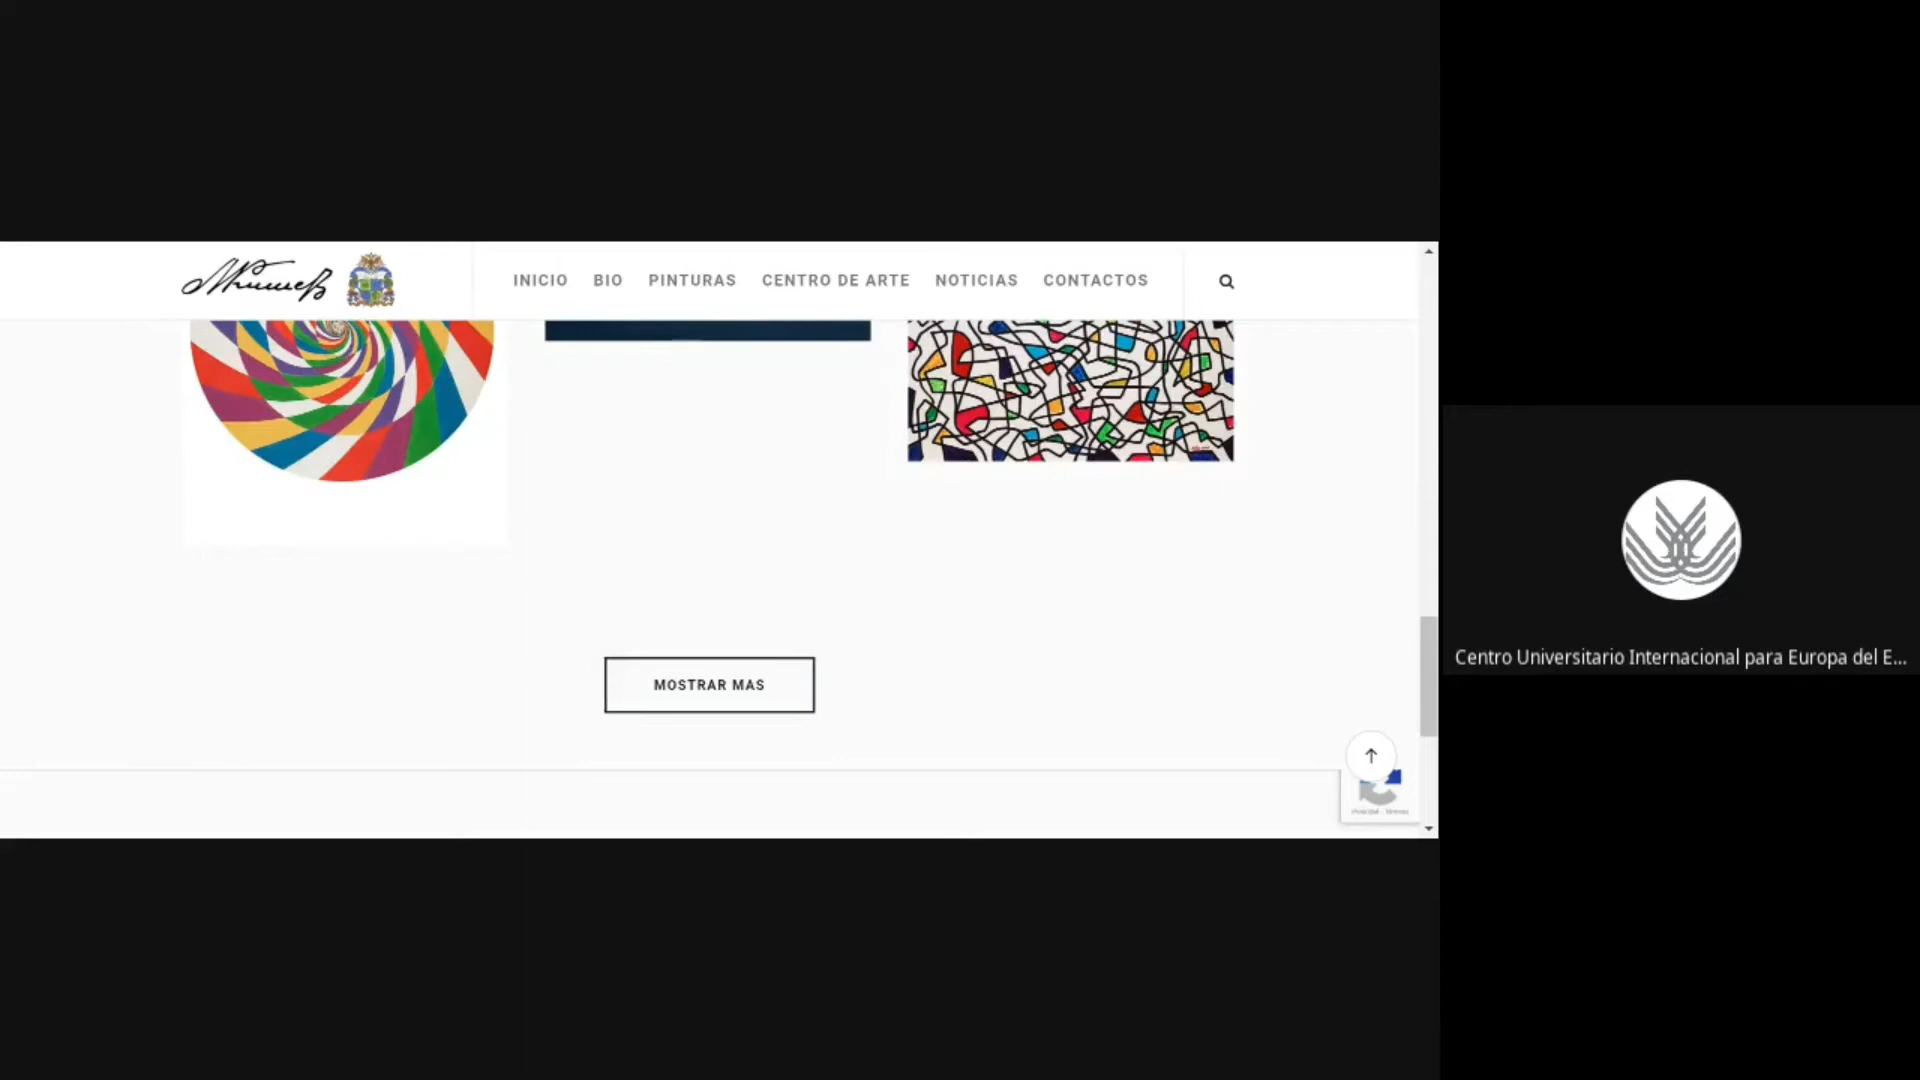 INICIO BIO PINTURAS CENTRO DE ARTE NOTICIAS CONTACTOS
MOSTRAR MAS
Centro Universitario Internacional para Europa del E...